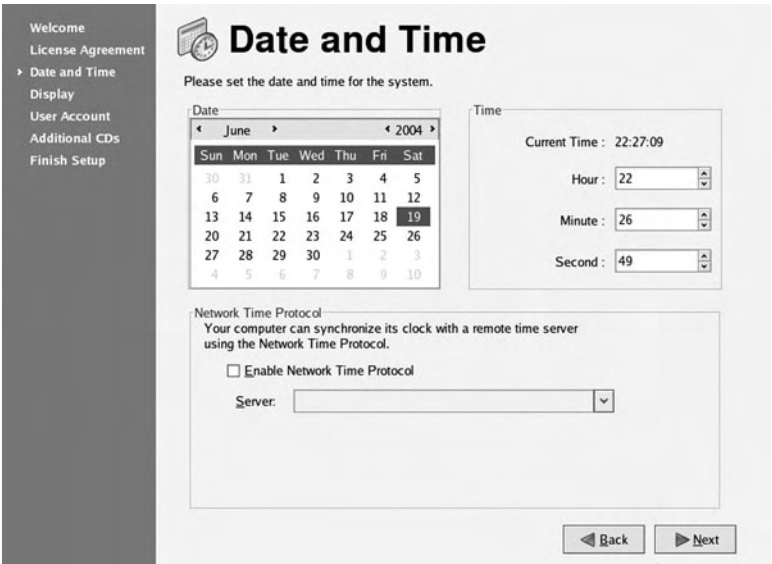 Welcome
License Agreement
Date and Time
Display
User Account
Additional CDs
Finish Setup
Date and Time
Please set the date and time for the system.
Date
June 2004
Sun Mon Tue Wed Thu Fri Sat
30 31 1 2 3 4 5
6 7 8 9 10 11 12
13 14 15 16 17 18 19
20 21 22 23 24 25 26
27 28 29 30 1 2 3
4 5 6 7 8 9 10
Time
Current Time : 22:27:09
Hour : 22
Minute : 26
Second : 49
Network Time Protocol
Your computer can synchronize its clock with a remote time server
using the Network Time Protocol.
Enable Network Time Protocol
Server:
Back
Next